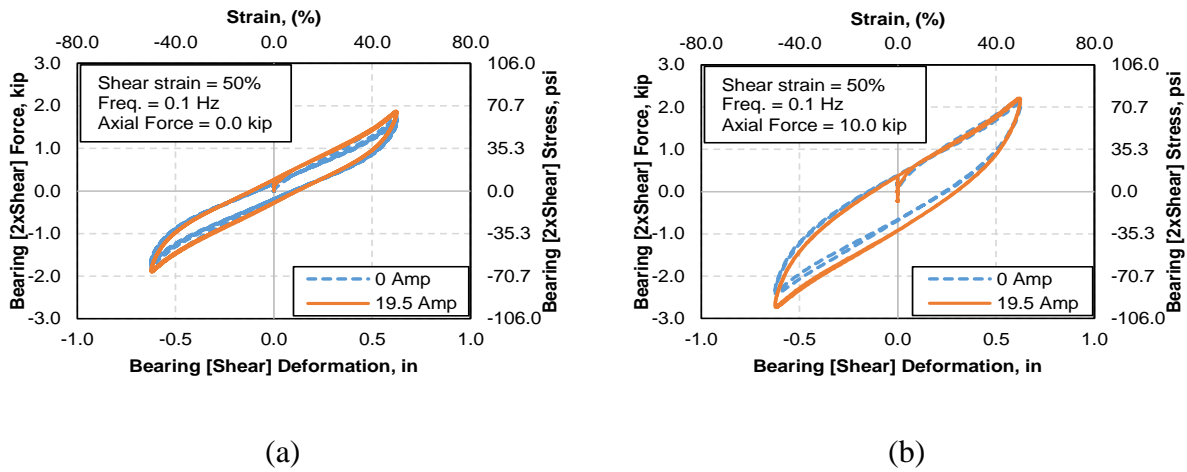 Strain, (%)
-80.0 -40.0 0.0 40.0 80.0
3.0
2.0
1.0
0.0
-1.0
-2.0
-3.0
Bearing [2xShear] Force, kip
Shear strain = 50%
Freq. = 0.1 Hz
Axial Force = 0.0 kip
0 Amp
19.5 Amp
106.0
70.7
35.3
0.0
-35.3
-70.7
-106.0
Bearing [2xShear] Stress, psi
-1.0 -0.5 0.0 0.5 1.0
Bearing [Shear] Deformation, in
(a)
Strain, (%)
-80.0 -40.0 0.0 40.0 80.0
3.0
2.0
1.0
0.0
-1.0
-2.0
-3.0
Bearing [2xShear] Force, kip
Shear strain = 50%
Freq. = 0.1 Hz
Axial Force = 10.0 kip
0 Amp
19.5 Amp
106.0
70.7
35.3
0.0
-35.3
-70.7
-106.0
Bearing [2xShear] Stress, psi
-1.0 -0.5 0.0 0.5 1.0
Bearing [Shear] Deformation, in
(b)